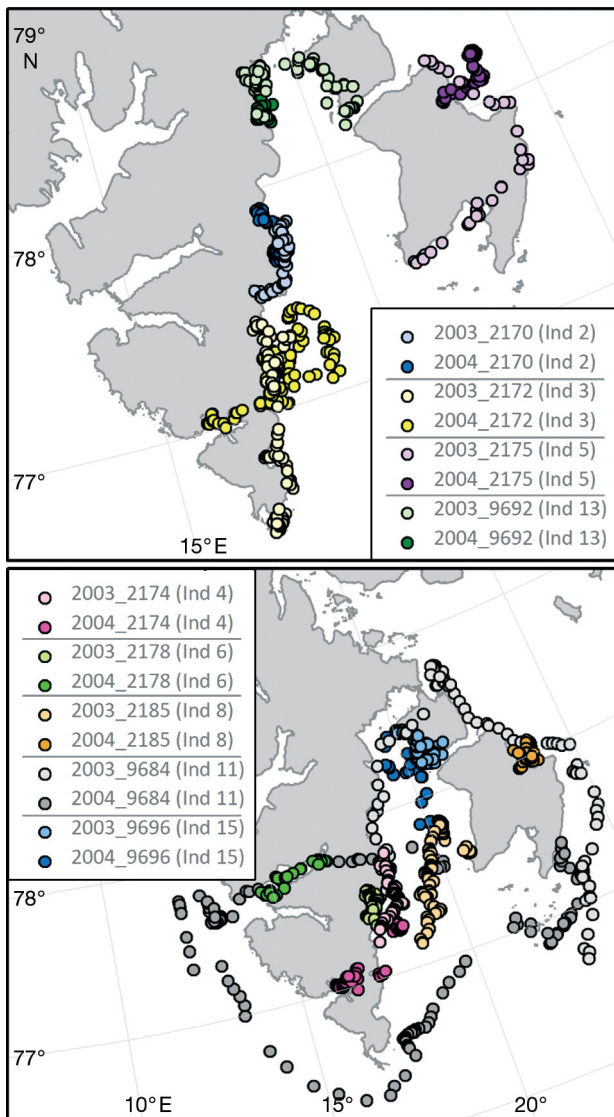 79°
N
78°
77°
15°E
2003_2170 (Ind 2)
2004_2170 (Ind 2)
2003_2172 (Ind 3)
2004_2172 (Ind 3)
2003_2175 (Ind 5)
2004_2175 (Ind 5)
2003_9692 (Ind 13)
2004_9692 (Ind 13)
2003_2174 (Ind 4)
2004_2174 (Ind 4)
2003_2178 (Ind 6)
2004_2178 (Ind 6)
2003_2185 (Ind 8)
2004_2185 (Ind 8)
2003_9684 (Ind 11)
2004_9684 (Ind 11)
2003_9696 (Ind 15)
2004_9696 (Ind 15)
78°
77°
10°E
15°
20°